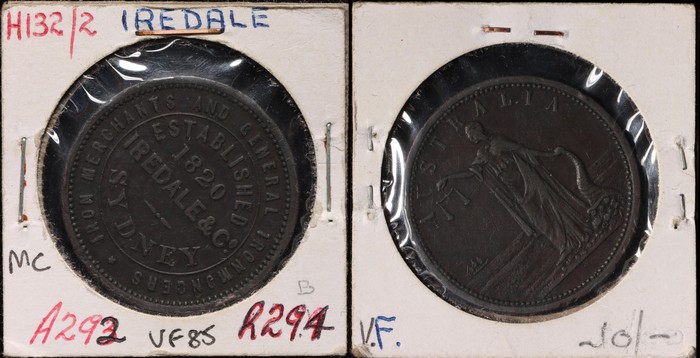 H132/2 IREDALE
* IRON MERCHANTS AND GENERAL IRONMONGERS
ESTABLISHED
1820
IREDALE & Co
SYDNEY
MC
B
A292 VF85 R294
AUSTRALIA
V.F.